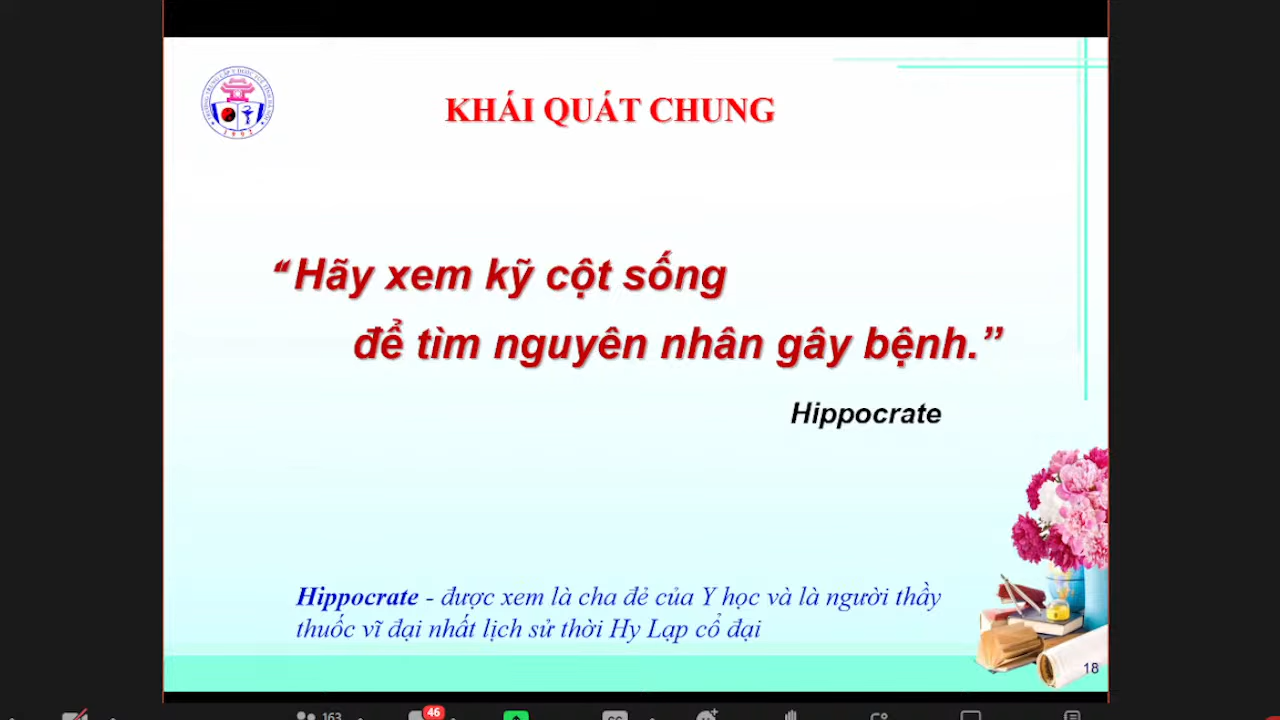 KHÁI QUÁT CHUNG
“Hãy xem kỹ cột sống
để tìm nguyên nhân gây bệnh.”
Hippocrate
Hippocrate - được xem là cha đẻ của Y học và là người thầy
thuốc vĩ đại nhất lịch sử thời Hy Lạp cổ đại
18
163
46